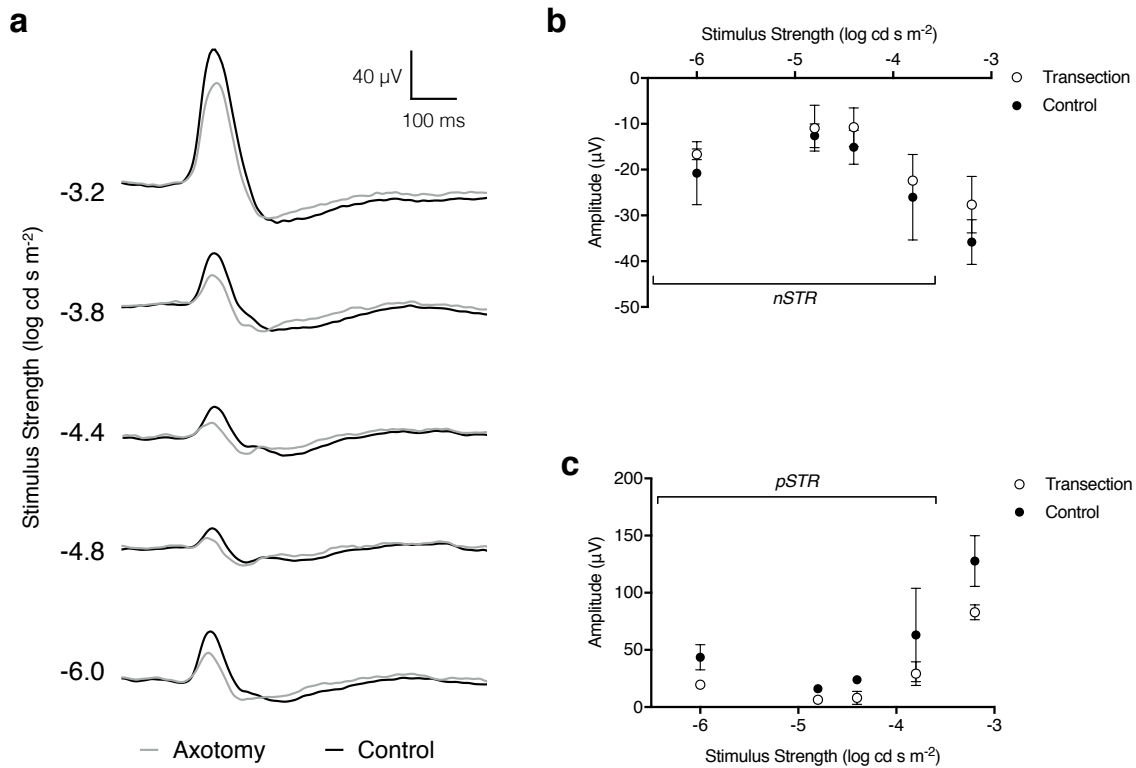 a
40 µV
100 ms
Stimulus Strength (log cd s m-2)
-3.2
-3.8
-4.4
-4.8
-6.0
Axotomy
Control
b
Stimulus Strength (log cd s m-2)
-6
-5
-4
-3
Transection
Control
Amplitude (µV)
0
-10
-20
-30
-40
-50
nSTR
c
pSTR
Transection
Control
Amplitude (µV)
200
150
100
50
0
-6
-5
-4
-3
Stimulus Strength (log cd s m-2)